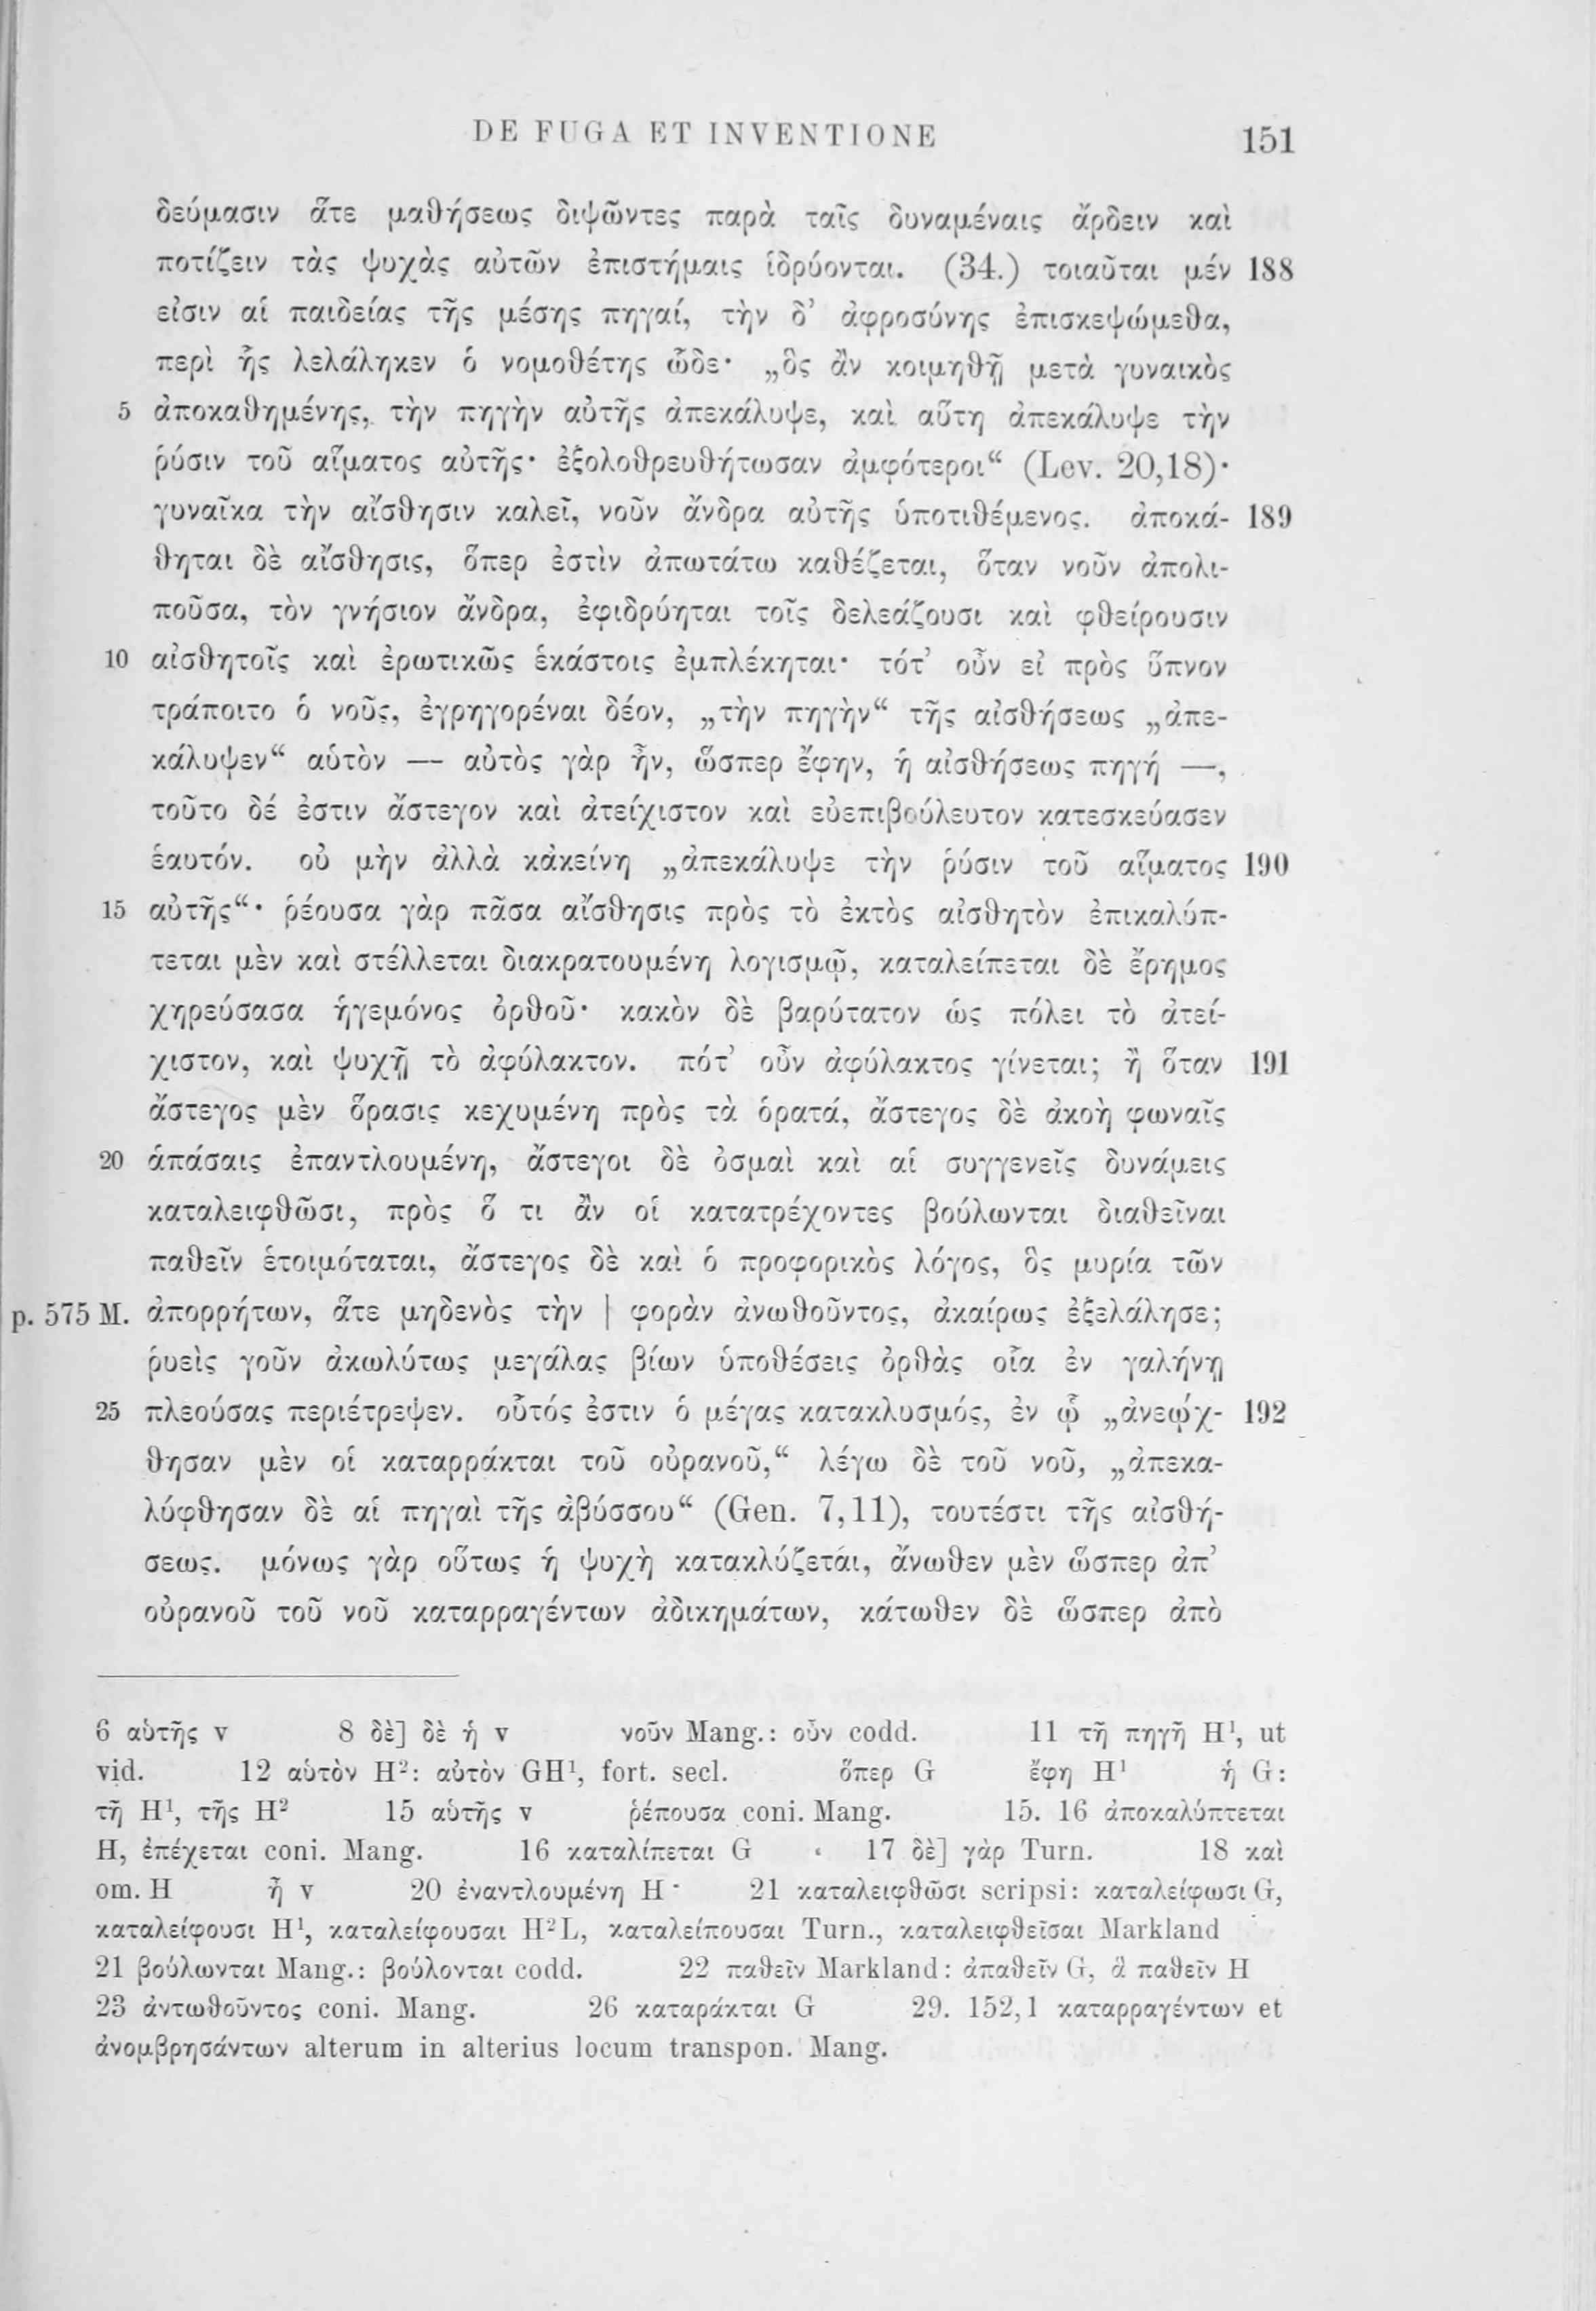 DE FUGA ET INVENTIONE 151
δεύμασιν ἅτε μαθήσεως διψῶντες παρὰ ταῖς δυναμέναις ἄρδειν καὶ
ποτίζειν τὰς ψυχὰς αὐτῶν ἐπιστήμαις ἱδρύονται. (34.) τοιαῦται μέν 188
εἰσιν αἱ παιδείας τῆς μέσης πηγαί, τὴν δ’ ἀφροσύνης ἐπισκεψώμεθα,
περὶ ἧς λελάληκεν ὁ νομοθέτης ὧδε· „ὃς ἂν κοιμηθῇ μετὰ γυναικὸς
5 ἀποκαθημένης, τὴν πηγὴν αὐτῆς ἀπεκάλυψε, καὶ αὕτη ἀπεκάλυψε τὴν
ῥύσιν τοῦ αἵματος αὐτῆς· ἐξολοθρευθήτωσαν ἀμφότεροι“ (Lev. 20,18)·
γυναῖκα τὴν αἴσθησιν καλεῖ, νοῦν ἄνδρα αὐτῆς ὑποτιθέμενος. ἀποκά- 189
θηται δὲ αἴσθησις, ὅπερ ἐστὶν ἀπωτάτω καθέζεται, ὅταν νοῦν ἀπολι-
ποῦσα, τὸν γνήσιον ἄνδρα, ἐφιδρύηται τοῖς δελεάζουσι καὶ φθείρουσιν
10 αἰσθητοῖς καὶ ἐρωτικῶς ἑκάστοις ἐμπλέκηται· τότ’ οὖν εἰ πρὸς ὕπνον
τράποιτο ὁ νοῦς, ἐγρηγορέναι δέον, „τὴν πηγὴν“ τῆς αἰσθήσεως „ἀπε-
κάλυψεν“ αὑτὸν — αὐτὸς γὰρ ἦν, ὥσπερ ἔφην, ἡ αἰσθήσεως πηγή —,
τοῦτο δέ ἐστιν ἄστεγον καὶ ἀτείχιστον καὶ εὐεπιβούλευτον κατεσκεύασεν
ἑαυτόν. οὐ μὴν ἀλλὰ κἀκείνη „ἀπεκάλυψε τὴν ῥύσιν τοῦ αἵματος 190
15 αὐτῆς“· ῥέουσα γὰρ πᾶσα αἴσθησις πρὸς τὸ ἐκτὸς αἰσθητὸν ἐπικαλύπ-
τεται μὲν καὶ στέλλεται διακρατουμένη λογισμῷ, καταλείπεται δὲ ἔρημος
χηρεύσασα ἡγεμόνος ὀρθοῦ· κακὸν δὲ βαρύτατον ὡς πόλει τὸ ἀτεί-
χιστον, καὶ ψυχῇ τὸ ἀφύλακτον. πότ’ οὖν ἀφύλακτος γίνεται; ἢ ὅταν 191
ἄστεγος μὲν ὅρασις κεχυμένη πρὸς τὰ ὁρατά, ἄστεγος δὲ ἀκοὴ φωναῖς
20 ἁπάσαις ἐπαντλουμένη, ἄστεγοι δὲ ὀσμαὶ καὶ αἱ συγγενεῖς δυνάμεις
καταλειφθῶσι, πρὸς ὅ τι ἂν οἱ κατατρέχοντες βούλωνται διαθεῖναι
παθεῖν ἑτοιμόταται, ἄστεγος δὲ καὶ ὁ προφορικὸς λόγος, ὃς μυρία τῶν
p. 575 M. ἀπορρήτων, ἅτε μηδενὸς τὴν | φορὰν ἀνωθοῦντος, ἀκαίρως ἐξελάλησε;
ῥυεὶς γοῦν ἀκωλύτως μεγάλας βίων ὑποθέσεις ὀρθὰς οἷα ἐν γαλήνῃ
25 πλεούσας περιέτρεψεν. οὗτός ἐστιν ὁ μέγας κατακλυσμός, ἐν ᾧ „ἀνεῴχ- 192
θησαν μὲν οἱ καταρράκται τοῦ οὐρανοῦ,“ λέγω δὲ τοῦ νοῦ, „ἀπεκα-
λύφθησαν δὲ αἱ πηγαὶ τῆς ἀβύσσου“ (Gen. 7,11), τουτέστι τῆς αἰσθή-
σεως. μόνως γὰρ οὕτως ἡ ψυχὴ κατακλύζεται, ἄνωθεν μὲν ὥσπερ ἀπ’
οὐρανοῦ τοῦ νοῦ καταρραγέντων ἀδικημάτων, κάτωθεν δὲ ὥσπερ ἀπὸ
6 αὑτῆς v 8 δὲ] δὲ ἡ v νοῦν Mang.: οὖν codd. 11 τῇ πηγῇ H¹, ut
vid. 12 αὑτὸν H²: αὐτὸν GH¹, fort. secl. ὅπερ G ἔφη H¹ ἡ G:
τῇ H¹, τῆς H² 15 αὑτῆς v ῥέπουσα coni. Mang. 15. 16 ἀποκαλύπτεται
H, ἐπέχεται coni. Mang. 16 καταλίπεται G 17 δὲ] γὰρ Turn. 18 καὶ
om. H ἦ v 20 ἐναντλουμένη H 21 καταλειφθῶσι scripsi: καταλείφωσι G,
καταλείφουσι H¹, καταλείφουσαι H²L, καταλείπουσαι Turn., καταλειφθεῖσαι Markland
21 βούλωνται Mang.: βούλονται codd. 22 παθεῖν Markland: ἀπαθεῖν G, ἃ παθεῖν H
23 ἀντωθοῦντος coni. Mang. 26 καταράκται G 29. 152,1 καταρραγέντων et
ἀνομβρησάντων alterum in alterius locum transpon. Mang.